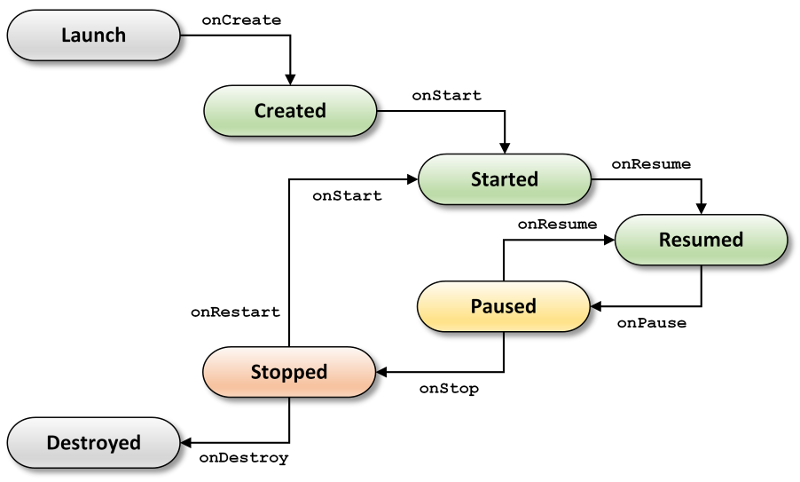 Launch
onCreate
Created
onStart
Started
onStart
onResume
onResume
Resumed
Paused
onPause
onRestart
Stopped
onStop
Destroyed
onDestroy